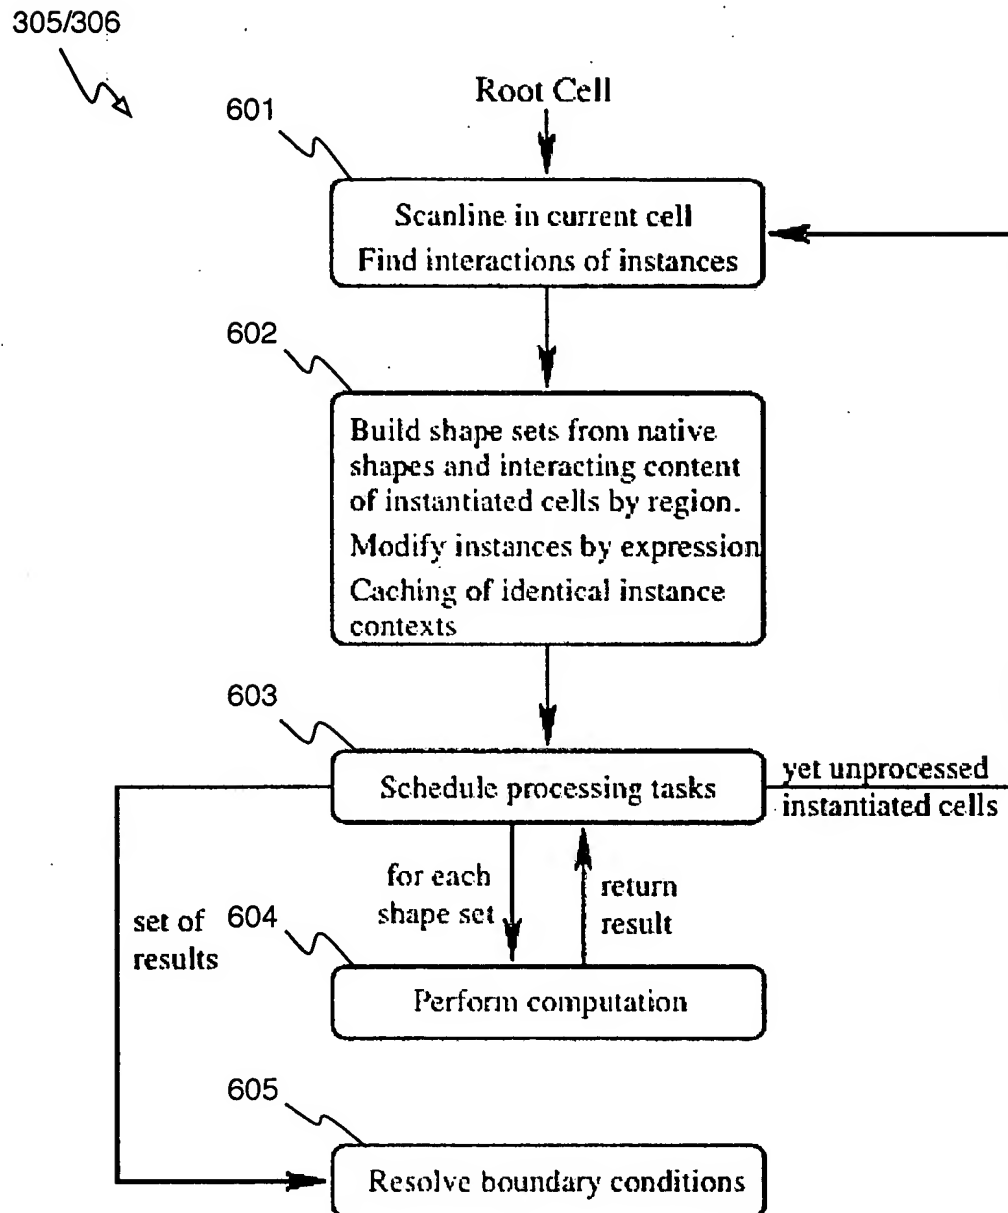 305/306
Root Cell
601
Scanline in current cell
Find interactions of instances
602
Build shape sets from native
shapes and interacting content
of instantiated cells by region.
Modify instances by expression
Caching of identical instance
contexts
603
Schedule processing tasks
yet unprocessed
instantiated cells
for each
shape set
return
result
set of
results
604
Perform computation
605
Resolve boundary conditions